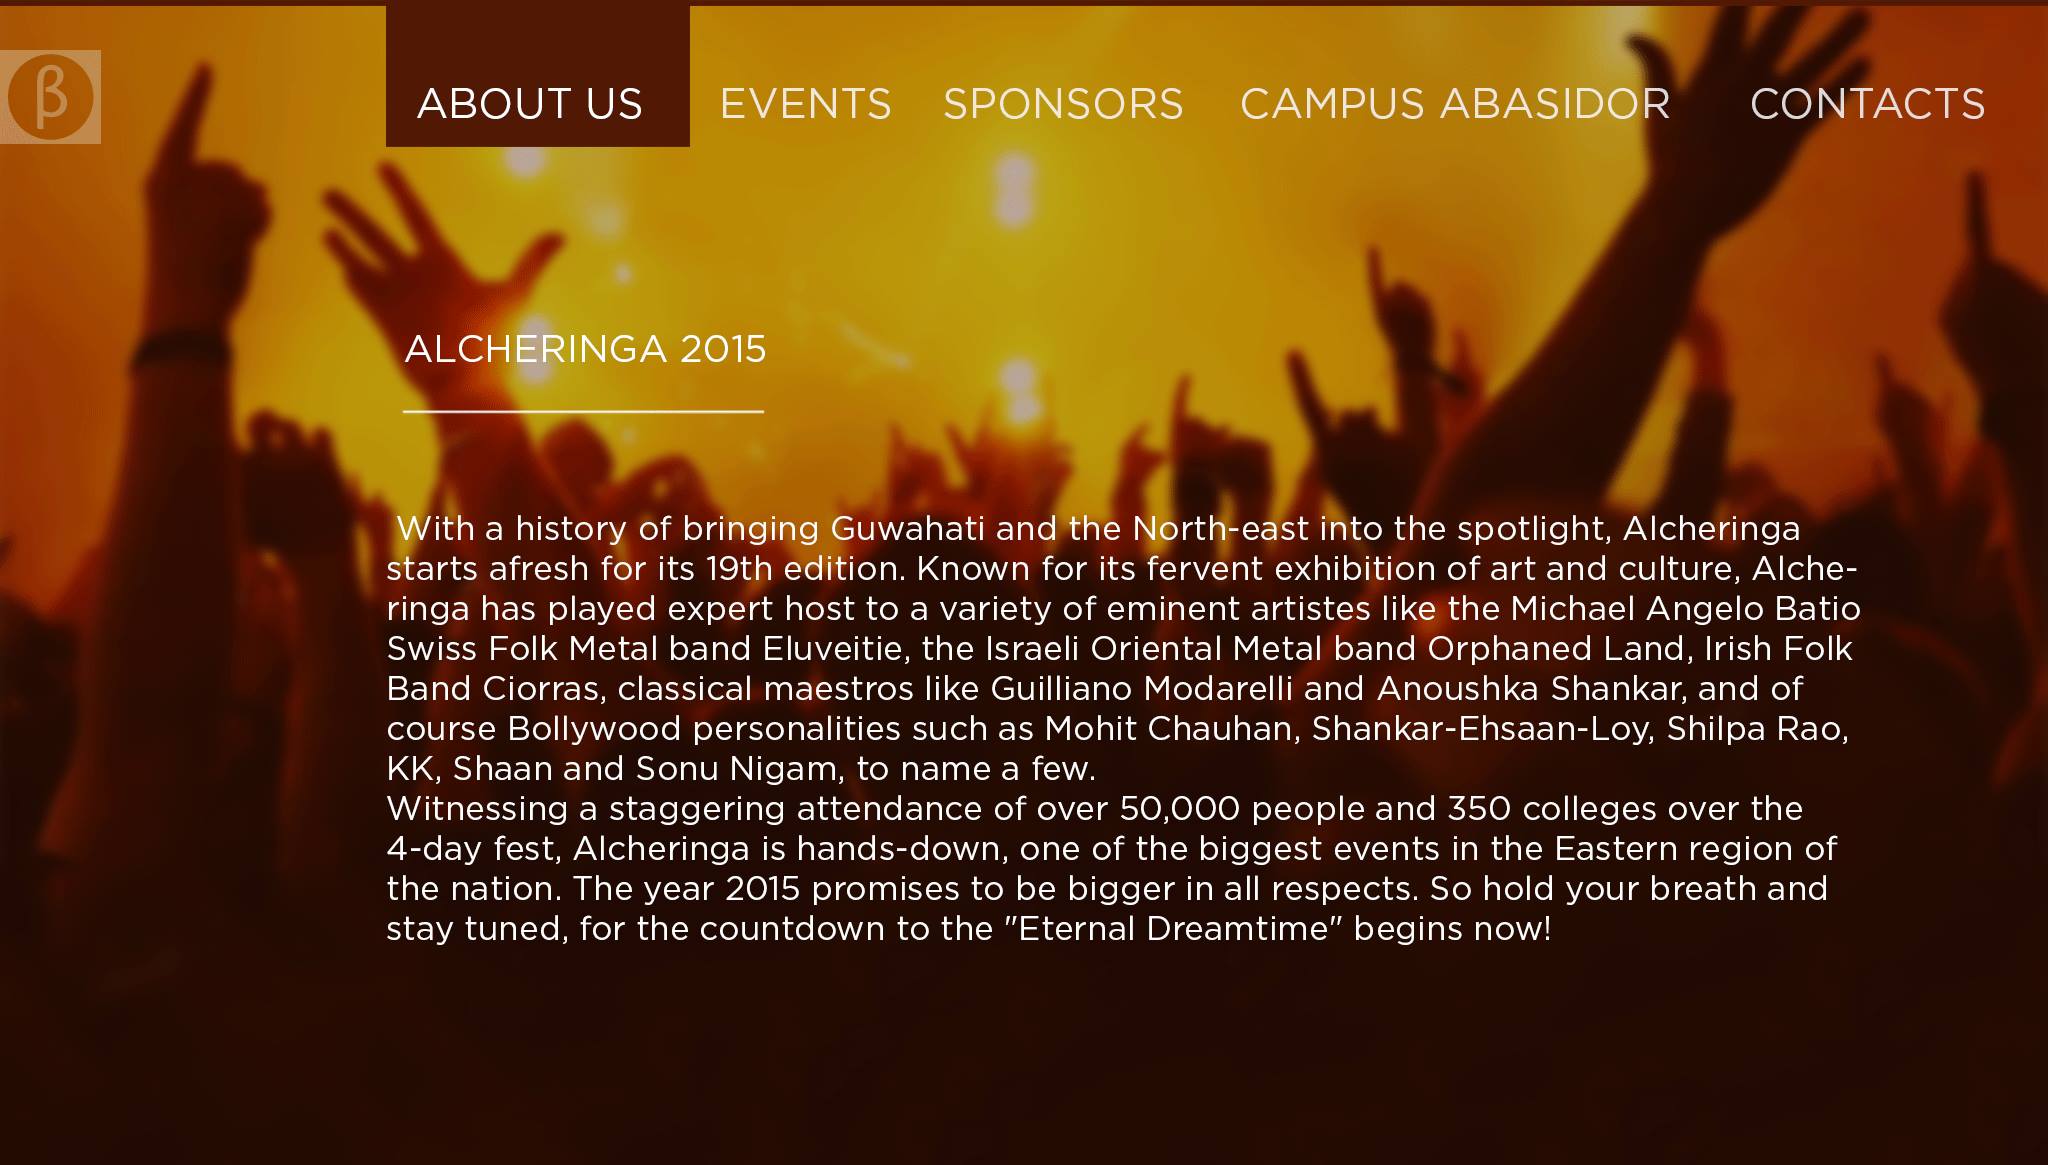 β
ABOUT US EVENTS SPONSORS CAMPUS ABASIDOR CONTACTS
ALCHERINGA 2015
With a history of bringing Guwahati and the North-east into the spotlight, Alcheringa
starts afresh for its 19th edition. Known for its fervent exhibition of art and culture, Alche-
ringa has played expert host to a variety of eminent artistes like the Michael Angelo Batio
Swiss Folk Metal band Eluveitie, the Israeli Oriental Metal band Orphaned Land, Irish Folk
Band Ciorras, classical maestros like Guilliano Modarelli and Anoushka Shankar, and of
course Bollywood personalities such as Mohit Chauhan, Shankar-Ehsaan-Loy, Shilpa Rao,
KK, Shaan and Sonu Nigam, to name a few.
Witnessing a staggering attendance of over 50,000 people and 350 colleges over the
4-day fest, Alcheringa is hands-down, one of the biggest events in the Eastern region of
the nation. The year 2015 promises to be bigger in all respects. So hold your breath and
stay tuned, for the countdown to the "Eternal Dreamtime" begins now!